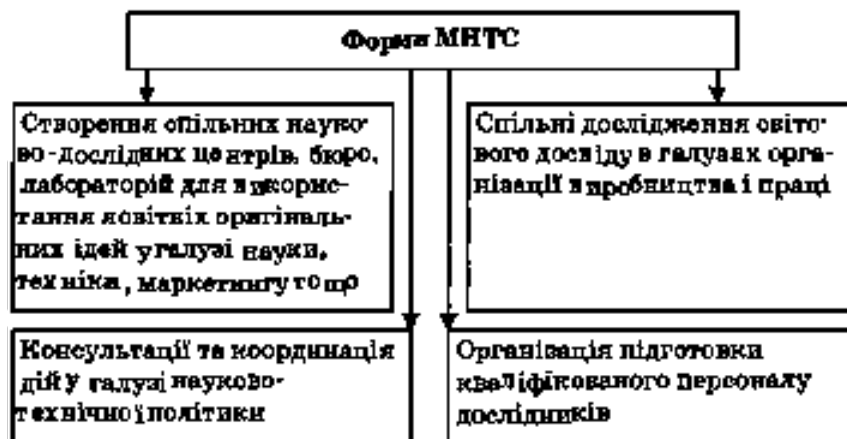 Форми МНТС
Створення спільних науко-
во-дослідних центрів, бюро,
лабораторій для викорис-
тання новітніх оригіналь-
них ідей у галузі науки,
техніки, маркетингу тощо
Спільні дослідження світо-
вого досвіду в галузах орга-
нізації виробництва і праці
Консультації та координація
дій у галузі науково-
технічної політики
Організація підготовки
кваліфікованого персоналу
дослідників